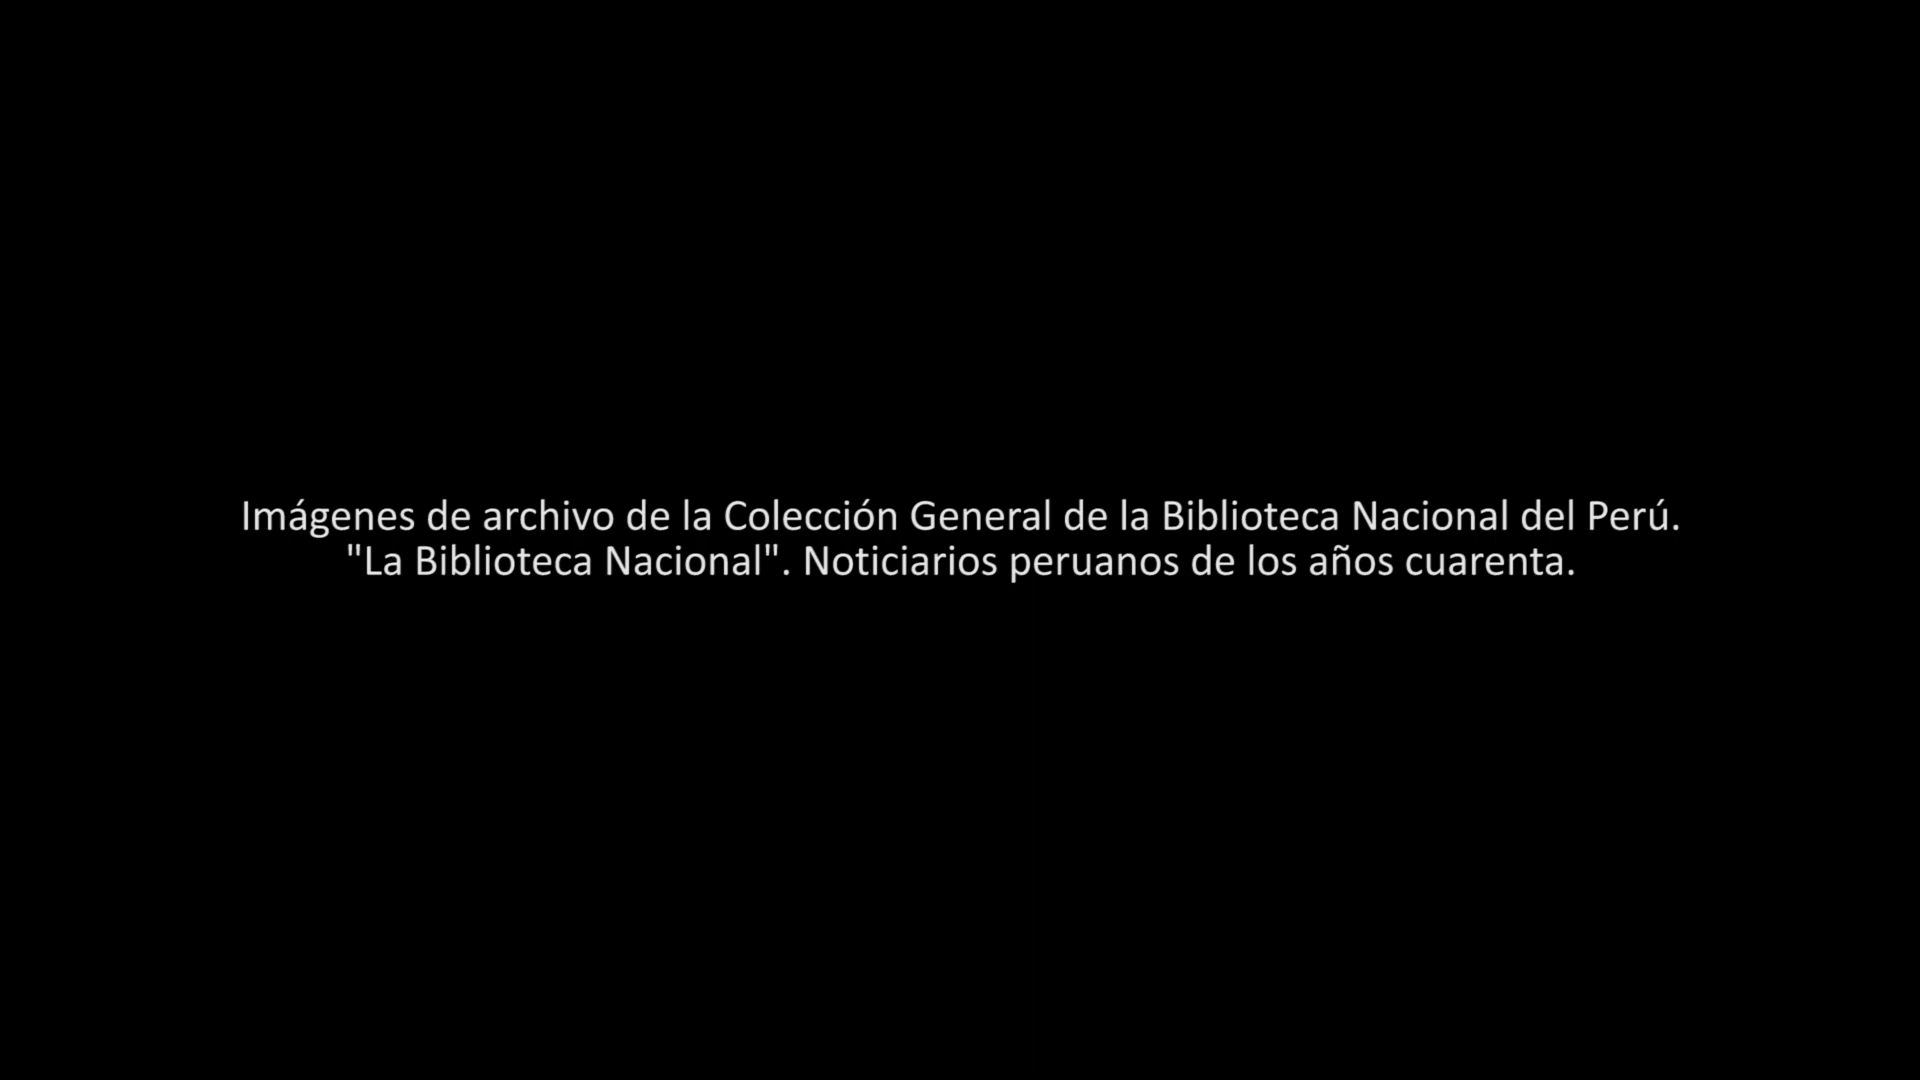 Imágenes de archivo de la Colección General de la Biblioteca Nacional del Perú.
"La Biblioteca Nacional". Noticiarios peruanos de los años cuarenta.